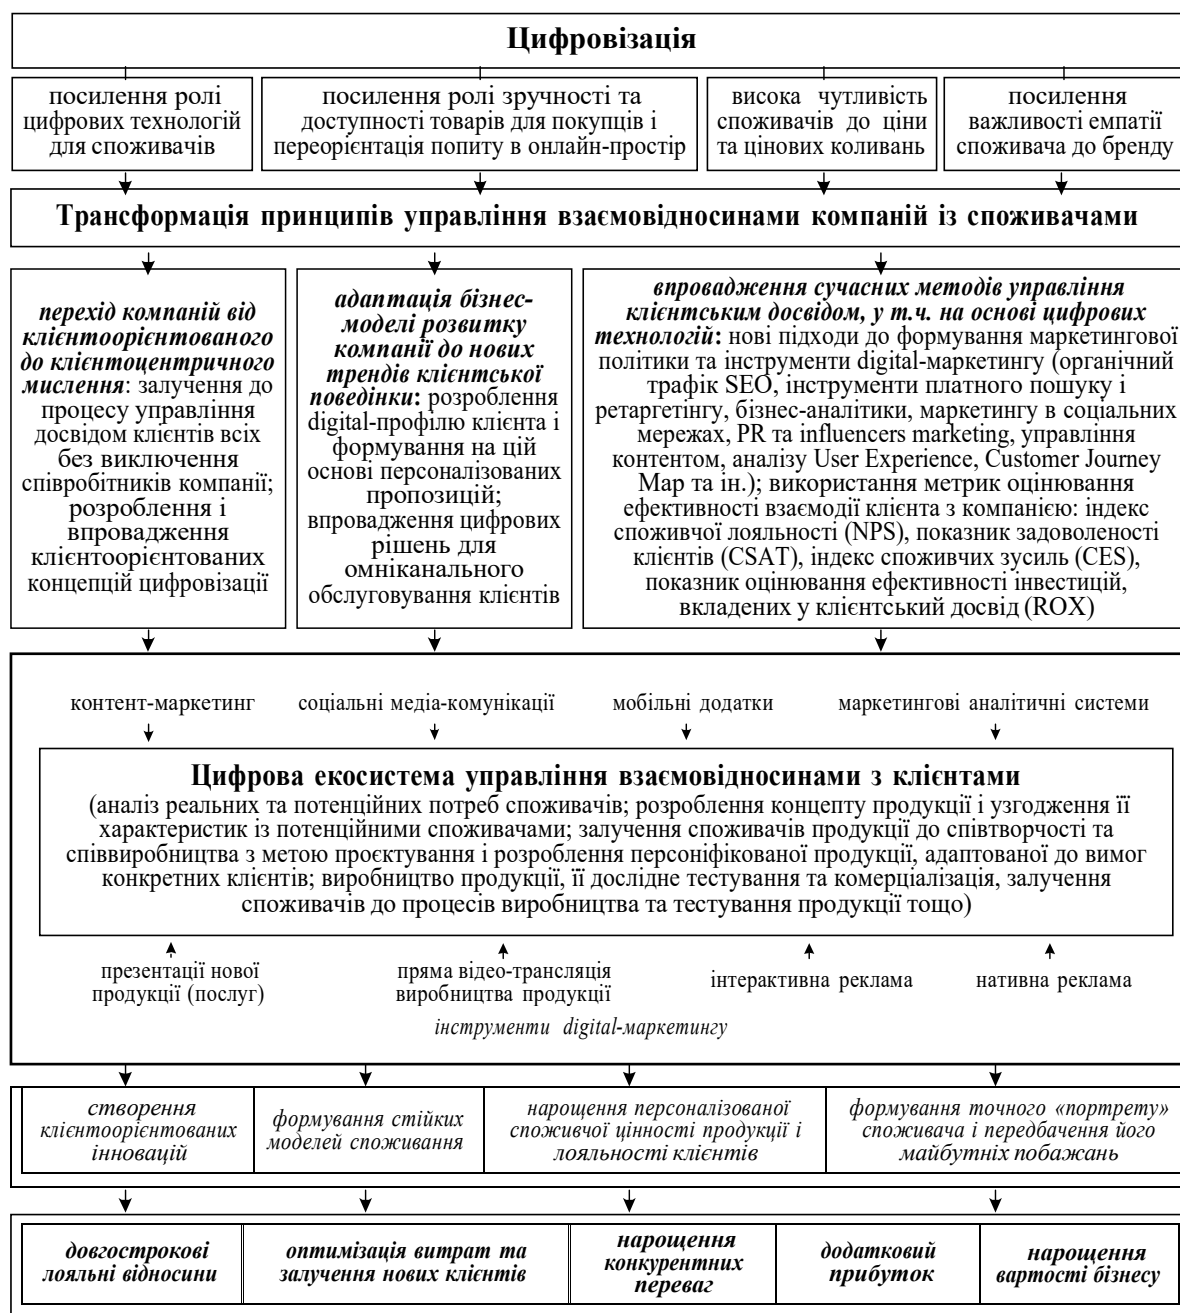 Цифровізація
посилення ролі
цифрових технологій
для споживачів
посилення ролі зручності та
доступності товарів для покупців і
переорієнтація попиту в онлайн-простір
висока чутливість
споживачів до ціни
та цінових коливань
посилення
важливості емпатії
споживача до бренду
Трансформація принципів управління взаємовідносинами компаній із споживачами
перехід компаній від
клієнтоорієнтованого
до клієнтоцентричного
мислення: залучення до
процесу управління
досвідом клієнтів всіх
без виключення
співробітників компанії;
розроблення і
впровадження
клієнтоорієнтованих
концепцій цифровізації
адаптація бізнес-
моделі розвитку
компанії до нових
трендів клієнтської
поведінки: розроблення
digital-профілю клієнта і
формування на цій
основі персоналізованих
пропозицій;
впровадження цифрових
рішень для
омніканального
обслуговування клієнтів
впровадження сучасних методів управління
клієнтським досвідом, у т.ч. на основі цифрових
технологій: нові підходи до формування маркетингової
політики та інструменти digital-маркетингу (органічний
трафік SEO, інструменти платного пошуку і
ретаргетінгу, бізнес-аналітики, маркетингу в соціальних
мережах, PR та influencers marketing, управління
контентом, аналізу User Experience, Customer Journey
Map та ін.); використання метрик оцінювання
ефективності взаємодії клієнта з компанією: індекс
споживчої лояльності (NPS), показник задоволеності
клієнтів (CSAT), індекс споживчих зусиль (CES),
показник оцінювання ефективності інвестицій,
вкладених у клієнтський досвід (ROX)
контент-маркетинг
соціальні медіа-комунікації
мобільні додатки
маркетингові аналітичні системи
Цифрова екосистема управління взаємовідносинами з клієнтами
(аналіз реальних та потенційних потреб споживачів; розроблення концепту продукції і узгодження її
характеристик із потенційними споживачами; залучення споживачів продукції до співтворчості та
співвиробництва з метою проєктування і розроблення персоніфікованої продукції, адаптованої до вимог
конкретних клієнтів; виробництво продукції, її дослідне тестування та комерціалізація, залучення
споживачів до процесів виробництва та тестування продукції тощо)
презентації нової
продукції (послуг)
пряма відео-трансляція
виробництва продукції
інтерактивна реклама
нативна реклама
інструменти digital-маркетингу
створення
клієнтоорієнтованих
інновацій
формування стійких
моделей споживання
нарощення персоналізованої
споживчої цінності продукції і
лояльності клієнтів
формування точного «портрету»
споживача і передбачення його
майбутніх побажань
довгострокові
лояльні відносини
оптимізація витрат та
залучення нових клієнтів
нарощення
конкурентних
переваг
додатковий
прибуток
нарощення
вартості бізнесу